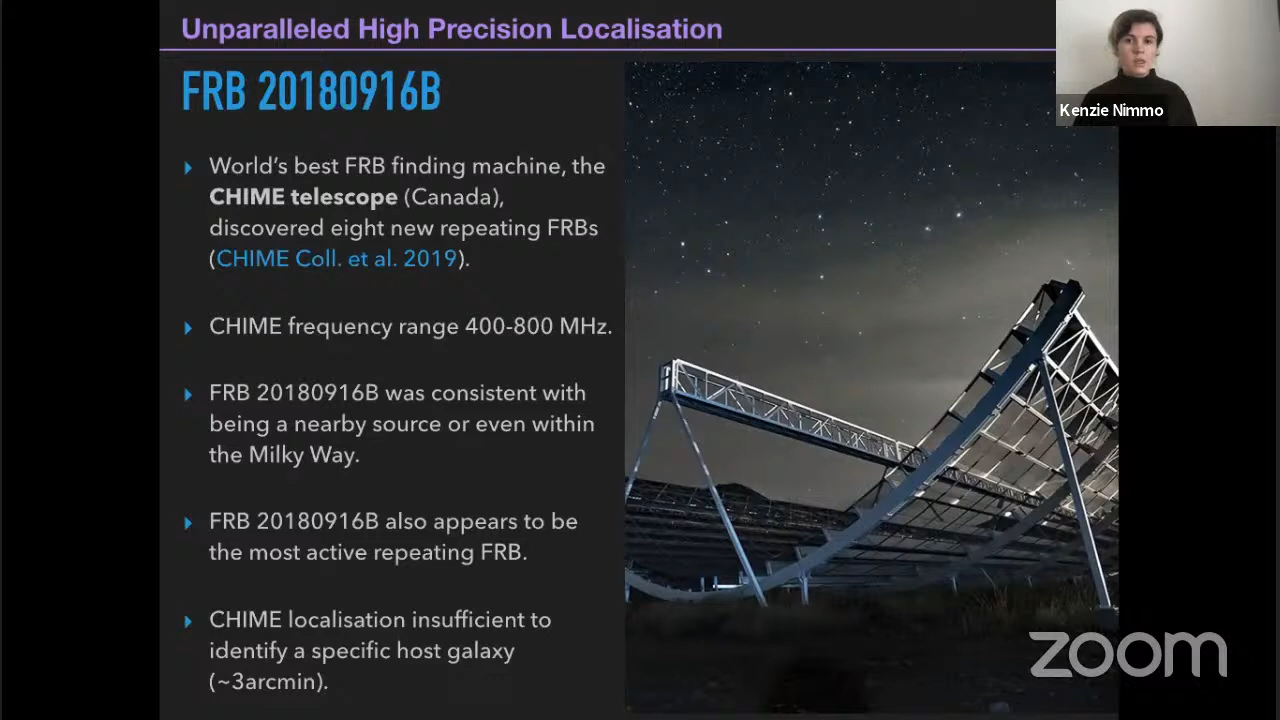 Unparalleled High Precision Localisation
FRB 20180916B
World's best FRB finding machine, the
CHIME telescope (Canada),
discovered eight new repeating FRBs
(CHIME Coll. et al. 2019).
CHIME frequency range 400-800 MHz.
FRB 20180916B was consistent with
being a nearby source or even within
the Milky Way.
FRB 20180916B also appears to be
the most active repeating FRB.
CHIME localisation insufficient to
identify a specific host galaxy
(~3arcmin).
Kenzie Nimmo
zoom